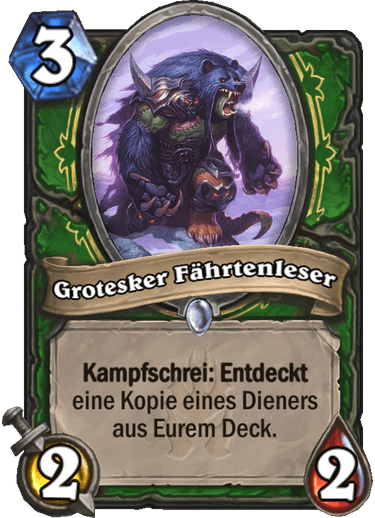 3
Grotesker Fährtenleser
Kampfschrei: Entdeckt
eine Kopie eines Dieners
aus Eurem Deck.
2
2